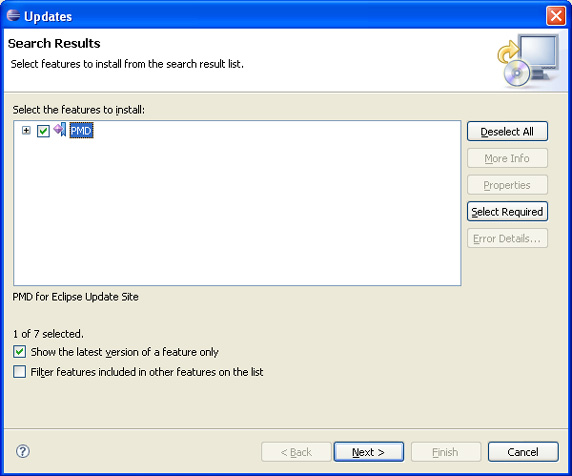 Updates
Search Results
Select features to install from the search result list.
Select the features to install:
PMD
Deselect All
More Info
Properties
Select Required
Error Details...
PMD for Eclipse Update Site
1 of 7 selected.
Show the latest version of a feature only
Filter features included in other features on the list
?
< Back
Next >
Finish
Cancel